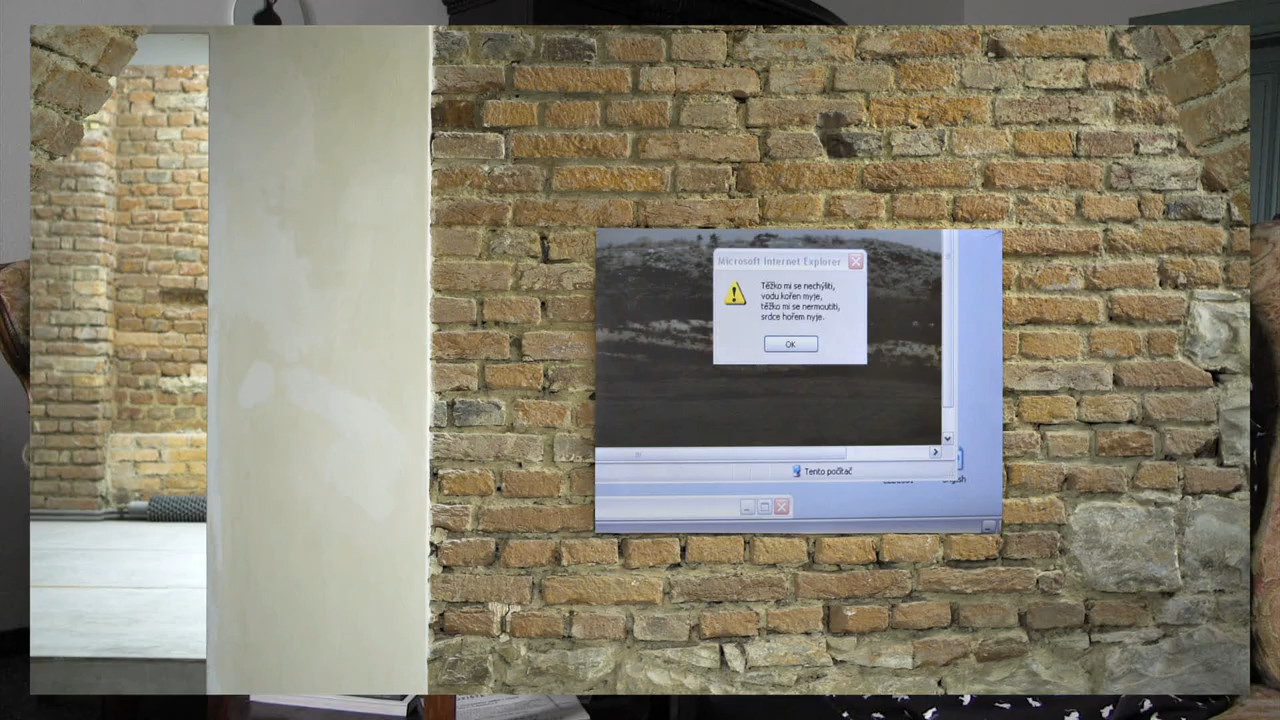 Microsoft Internet Explorer
Těžko mi se nechýliti,
vodu kořen myje,
těžko mi se nermoutiti,
srdce hořem nyje.
OK
Tento počítač